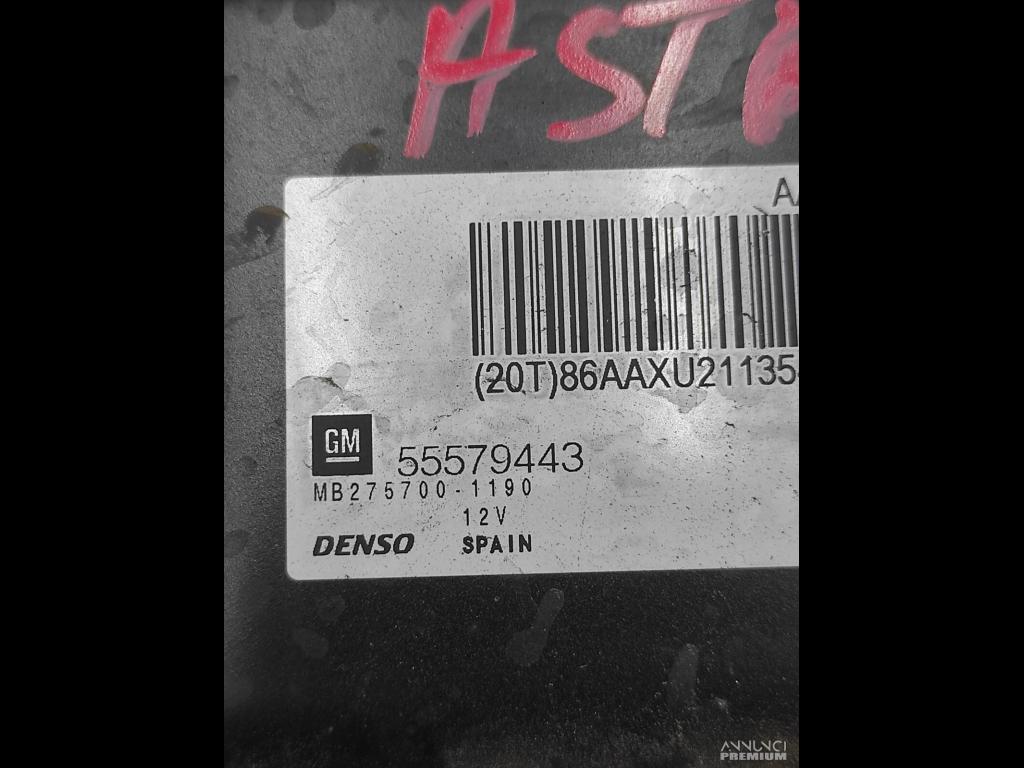 AST
(20T)86AAXU21135
GM
55579443
MB275700-1190
12V
DENSO SPAIN
ANNUNCI
PREMIUM